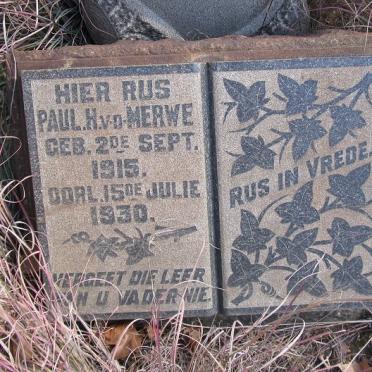 HIER RUS
PAUL. H. v. D. MERWE
GEB. 2DE SEPT.
1915.
OORL. 15DE JULIE
1930.
VERGEET DIE LEER
VAN U VADER NIE.
RUS IN VREDE.